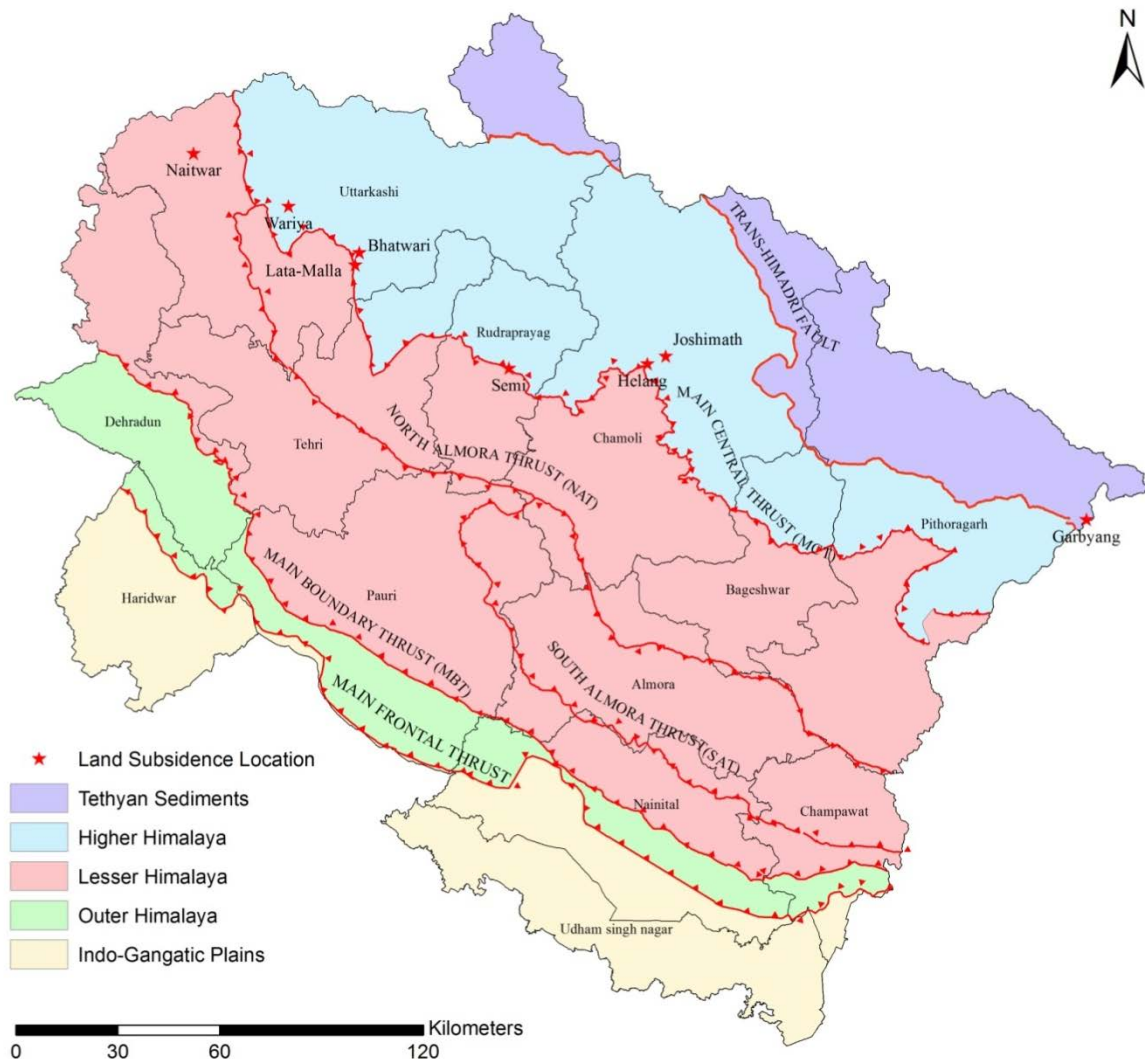 N
Naitwar
Uttarkashi
Wariya
Bhatwari
Lata-Malla
TRANS-HIMADRI FAULT
Rudraprayag
Joshimath
Semi
Helang
MAIN CENTRAL THRUST (MCT)
Dehradun
Tehri
NORTH ALMORA THRUST (NAT)
Chamoli
Pithoragarh
Garbyang
Haridwar
MAIN BOUNDARY THRUST (MBT)
Pauri
Bageshwar
SOUTH ALMORA THRUST(SAT)
Almora
MAIN FRONTAL THRUST
Nainital
Champawat
Udham singh nagar
Land Subsidence Location
Tethyan Sediments
Higher Himalaya
Lesser Himalaya
Outer Himalaya
Indo-Gangatic Plains
Kilometers
0 30 60 120